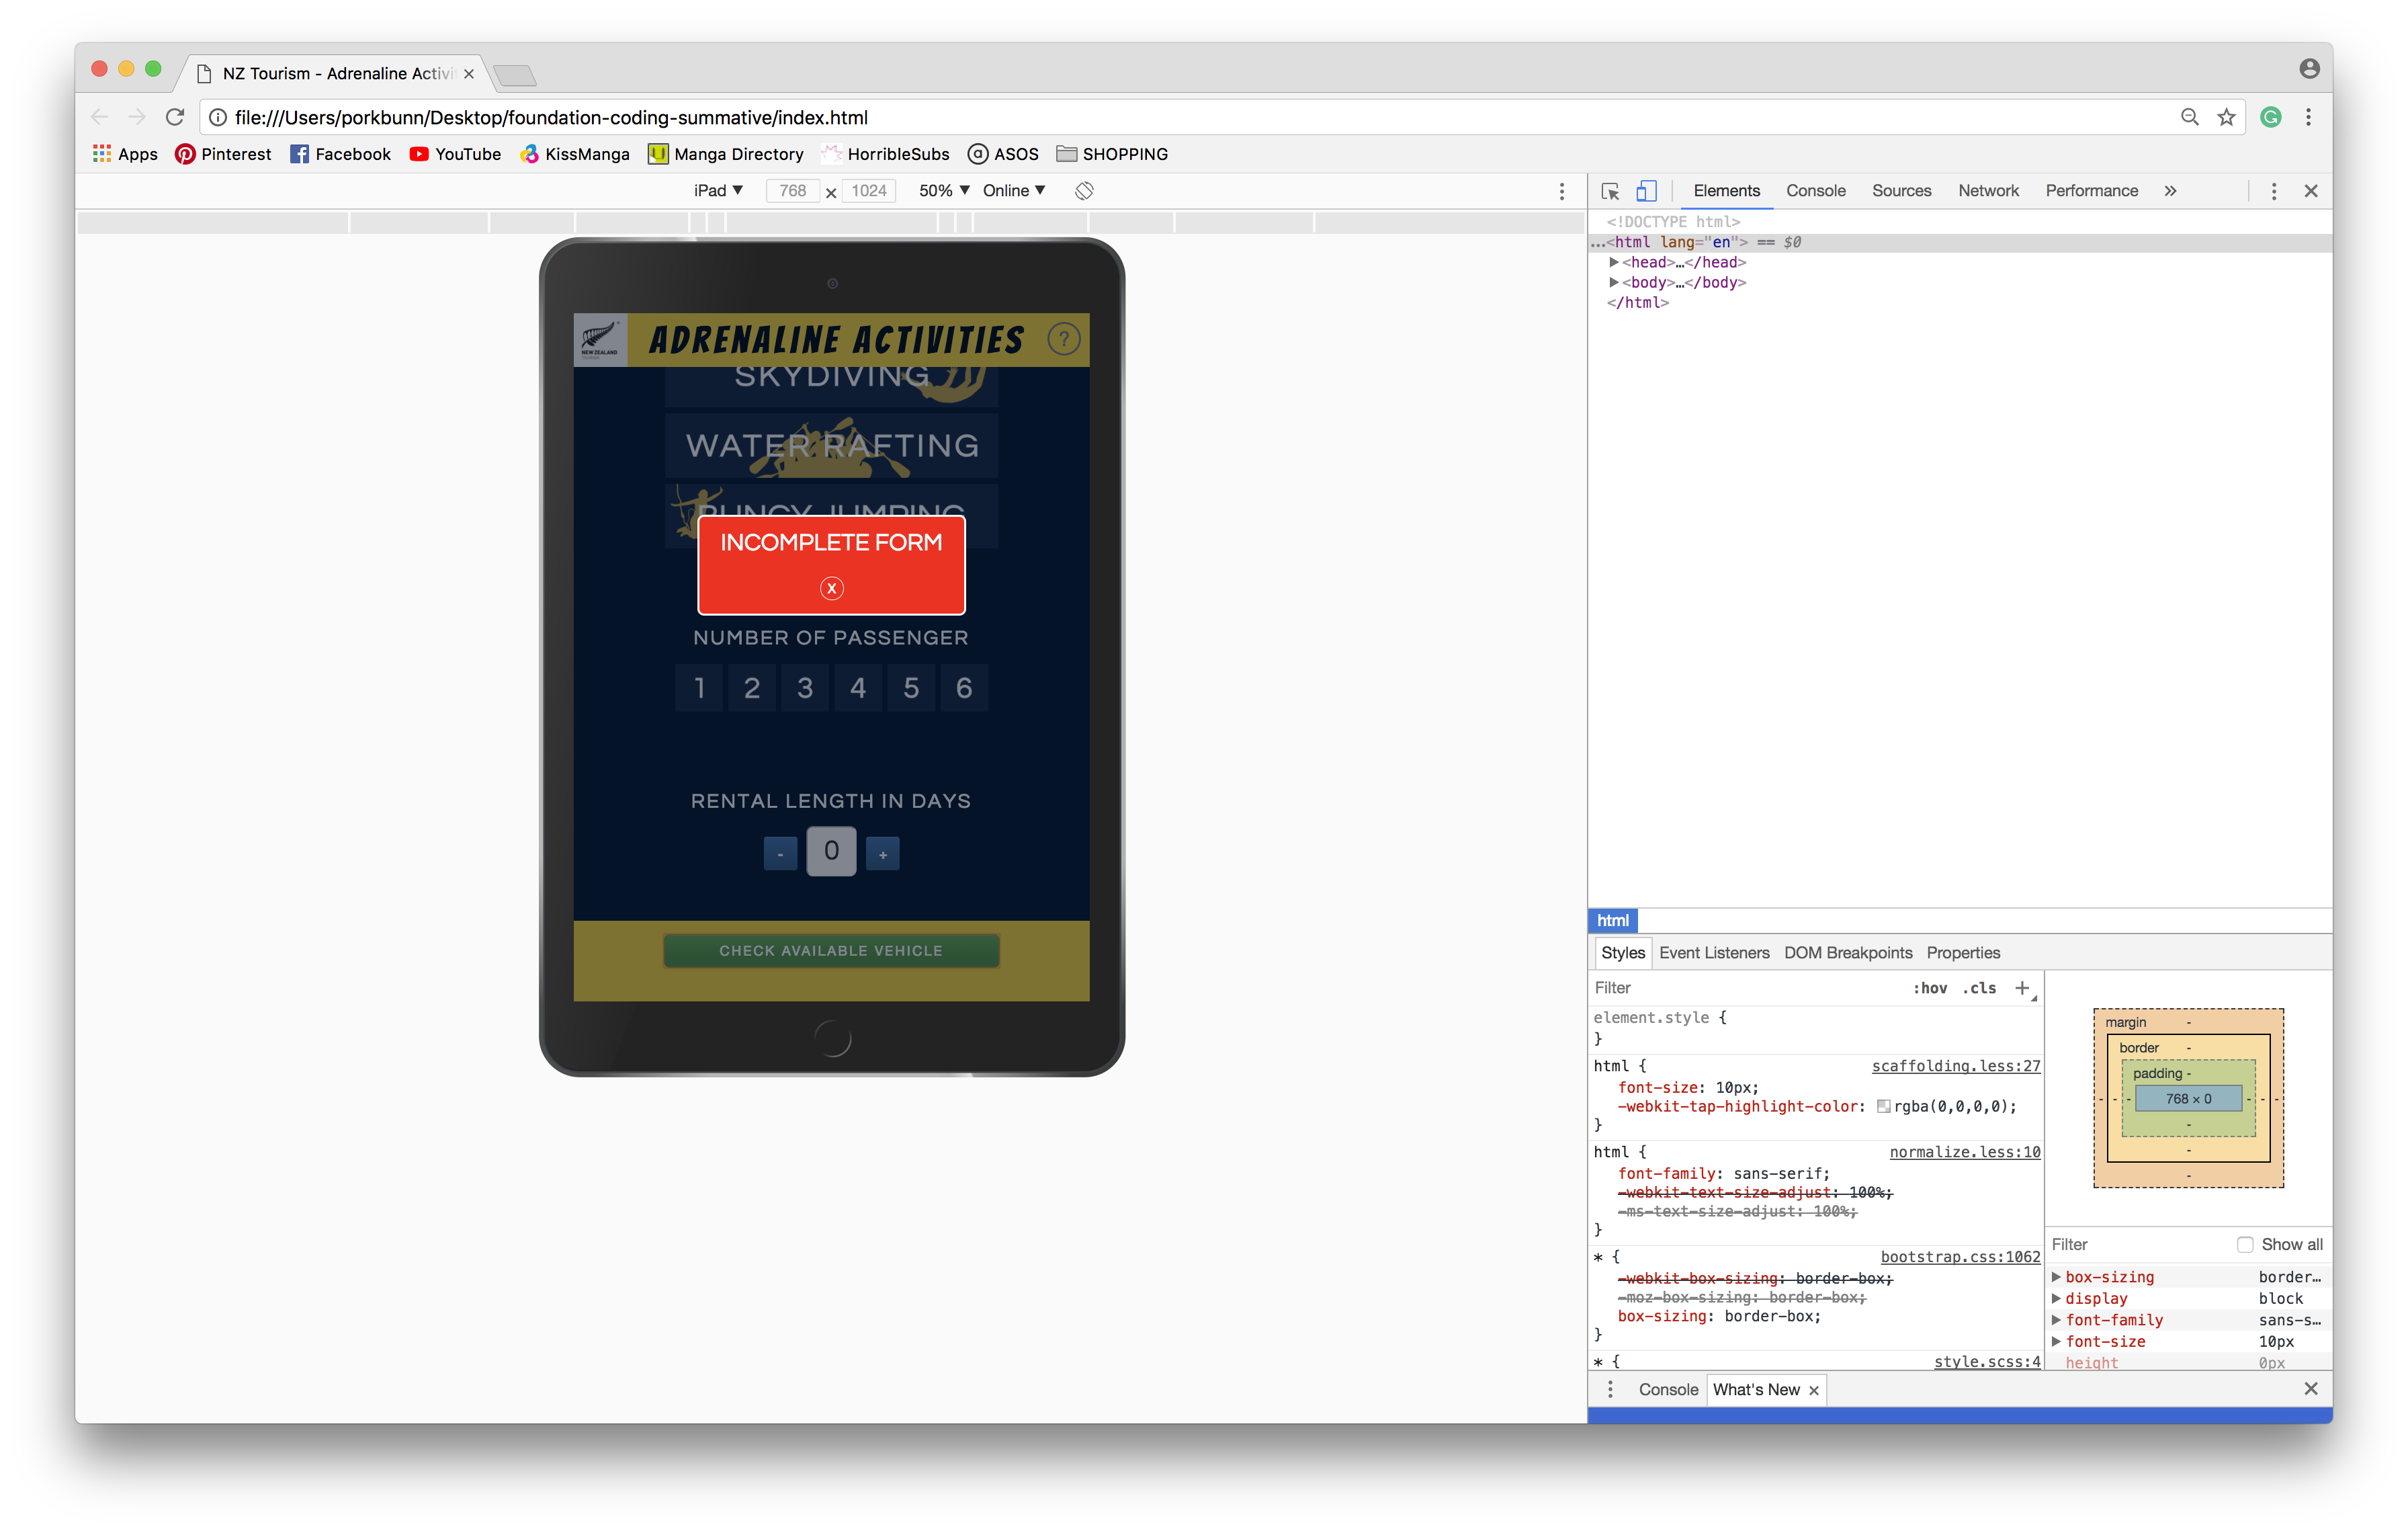 NZ Tourism - Adrenaline Activi
file:///Users/porkbunn/Desktop/foundation-coding-summative/index.html
Apps Pinterest Facebook YouTube KissManga Manga Directory HorribleSubs ASOS SHOPPING
iPad 768 x 1024 50% Online
Elements Console Sources Network Performance
<!DOCTYPE html>
…<html lang="en"> == $0
<head>…</head>
<body>…</body>
</html>
NEW ZEALAND
ADRENALINE ACTIVITIES ?
SKYDIVING
WATER RAFTING
BUNGY JUMPING
INCOMPLETE FORM
X
NUMBER OF PASSENGER
1 2 3 4 5 6
RENTAL LENGTH IN DAYS
- 0 +
CHECK AVAILABLE VEHICLE
html
Styles Event Listeners DOM Breakpoints Properties
Filter :hov .cls +
element.style {
}
html { scaffolding.less:27
font-size: 10px;
-webkit-tap-highlight-color: rgba(0,0,0,0);
}
html { normalize.less:10
font-family: sans-serif;
-webkit-text-size-adjust: 100%;
-ms-text-size-adjust: 100%;
}
* { bootstrap.css:1062
-webkit-box-sizing: border-box;
-moz-box-sizing: border-box;
box-sizing: border-box;
}
* { style.scss:4
margin -
border -
padding -
- - - 768 × 0 - - -
-
-
-
Filter Show all
box-sizing border…
display block
font-family sans-s…
font-size 10px
height 0px
Console What's New